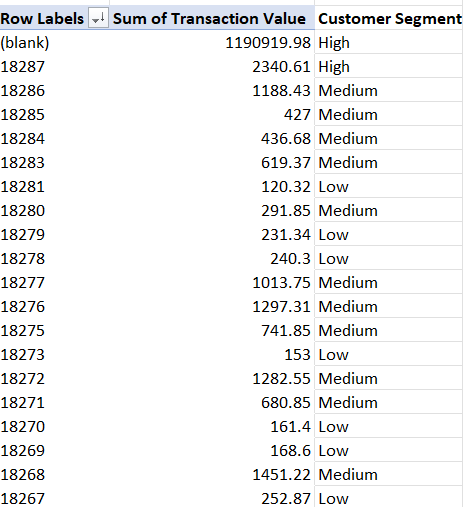 Row Labels Sum of Transaction Value Customer Segment
(blank) 1190919.98 High
18287 2340.61 High
18286 1188.43 Medium
18285 427 Medium
18284 436.68 Medium
18283 619.37 Medium
18281 120.32 Low
18280 291.85 Medium
18279 231.34 Low
18278 240.3 Low
18277 1013.75 Medium
18276 1297.31 Medium
18275 741.85 Medium
18273 153 Low
18272 1282.55 Medium
18271 680.85 Medium
18270 161.4 Low
18269 168.6 Low
18268 1451.22 Medium
18267 252.87 Low